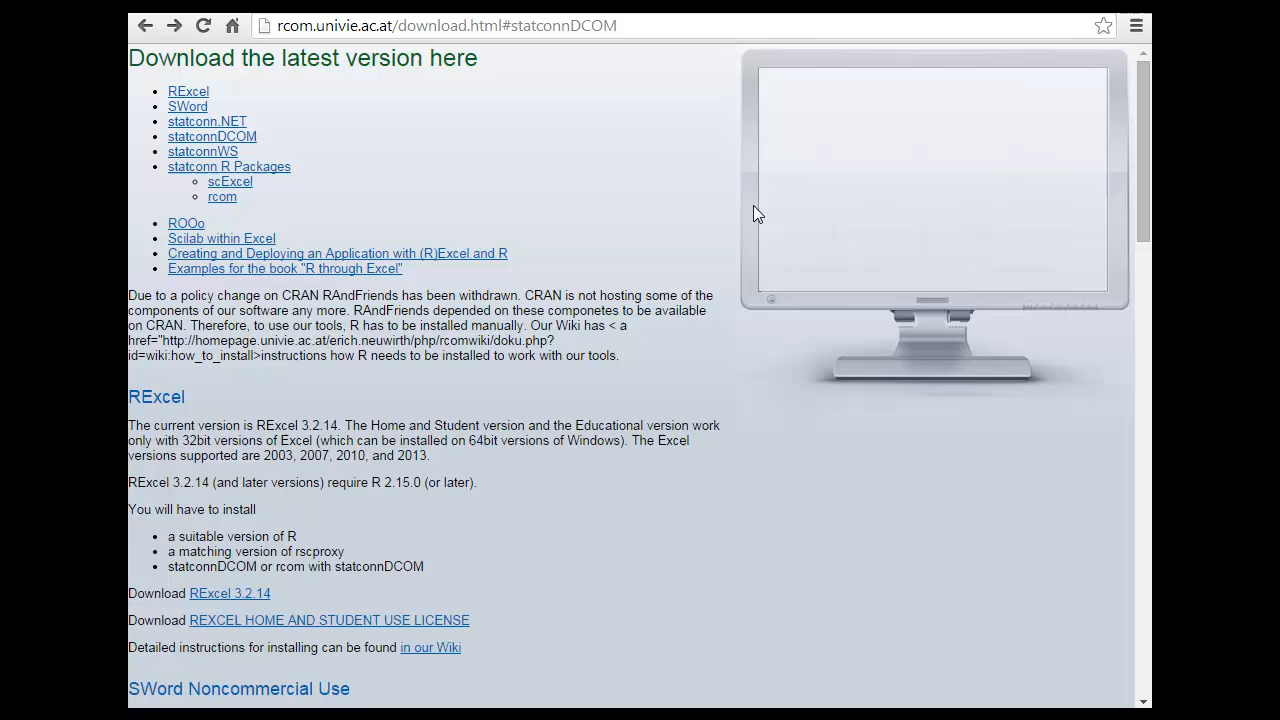 rcom.univie.ac.at/download.html#statconnDCOM
Download the latest version here
RExcel
SWord
statconn.NET
statconnDCOM
statconnWS
statconn R Packages
scExcel
rcom
ROOo
Scilab within Excel
Creating and Deploying an Application with (R)Excel and R
Examples for the book "R through Excel"
Due to a policy change on CRAN RAndFriends has been withdrawn. CRAN is not hosting some of the
components of our software any more. RAndFriends depended on these componetes to be available
on CRAN. Therefore, to use our tools, R has to be installed manually. Our Wiki has < a
href="http://homepage.univie.ac.at/erich.neuwirth/php/rcomwiki/doku.php?
id=wiki:how_to_install>instructions how R needs to be installed to work with our tools.
RExcel
The current version is RExcel 3.2.14. The Home and Student version and the Educational version work
only with 32bit versions of Excel (which can be installed on 64bit versions of Windows). The Excel
versions supported are 2003, 2007, 2010, and 2013.
RExcel 3.2.14 (and later versions) require R 2.15.0 (or later).
You will have to install
a suitable version of R
a matching version of rscproxy
statconnDCOM or rcom with statconnDCOM
Download RExcel 3.2.14
Download REXCEL HOME AND STUDENT USE LICENSE
Detailed instructions for installing can be found in our Wiki
SWord Noncommercial Use